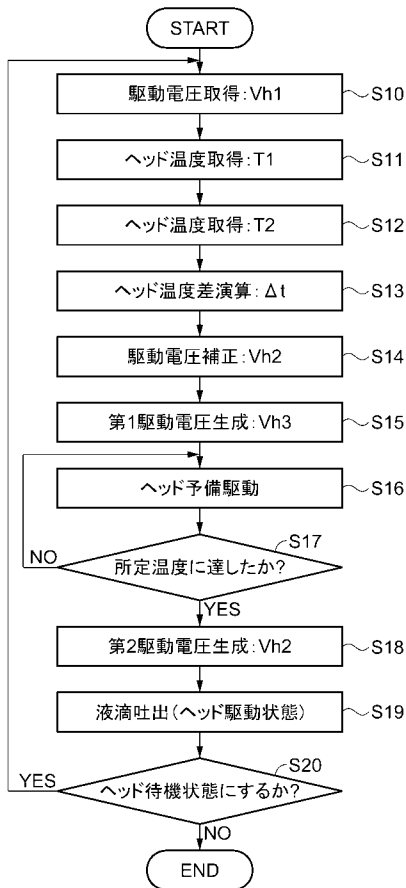 START
駆動電圧取得:Vh1
S10
ヘッド温度取得:T1
S11
ヘッド温度取得:T2
S12
ヘッド温度差演算:Δt
S13
駆動電圧補正:Vh2
S14
第1駆動電圧生成:Vh3
S15
ヘッド予備駆動
S16
S17
所定温度に達したか?
NO
YES
第2駆動電圧生成:Vh2
S18
液滴吐出(ヘッド駆動状態)
S19
S20
ヘッド待機状態にするか?
YES
NO
END